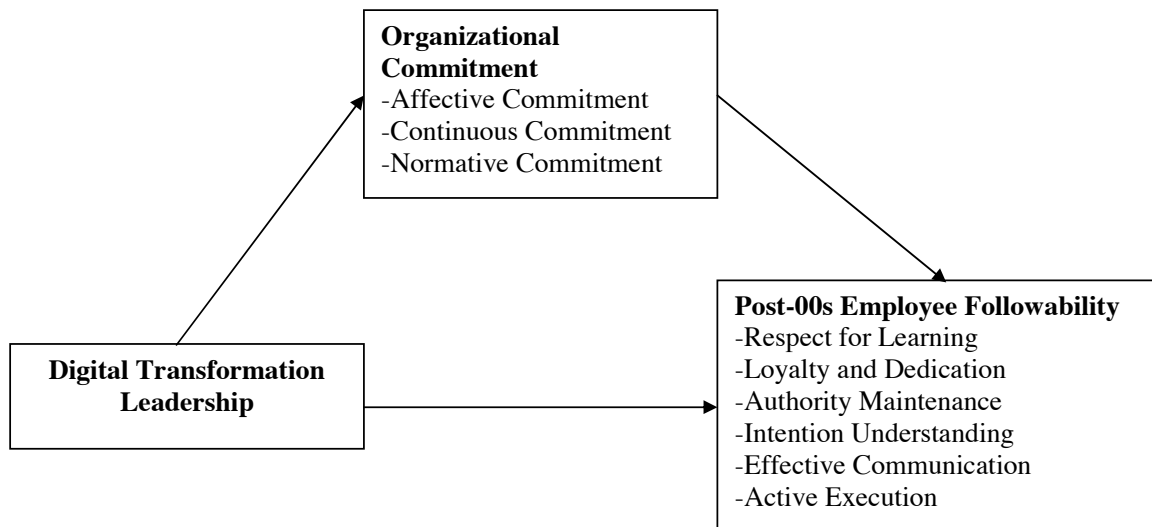 Organizational
Commitment
-Affective Commitment
-Continuous Commitment
-Normative Commitment
Digital Transformation
Leadership
Post-00s Employee Followability
-Respect for Learning
-Loyalty and Dedication
-Authority Maintenance
-Intention Understanding
-Effective Communication
-Active Execution